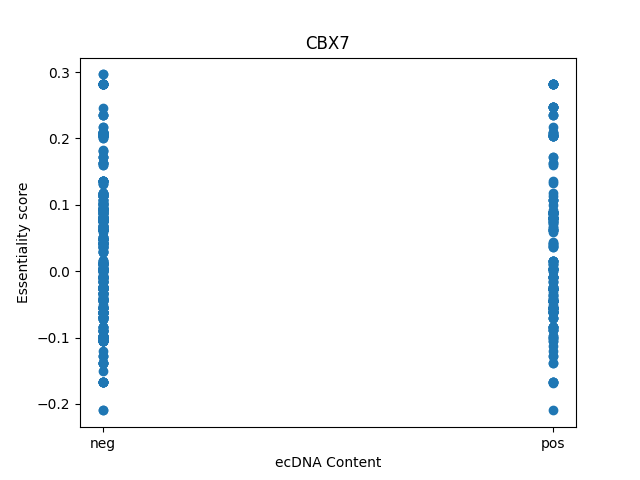 CBX7
Essentiality score
0.3
0.2
0.1
0.0
−0.1
−0.2
neg
pos
ecDNA Content